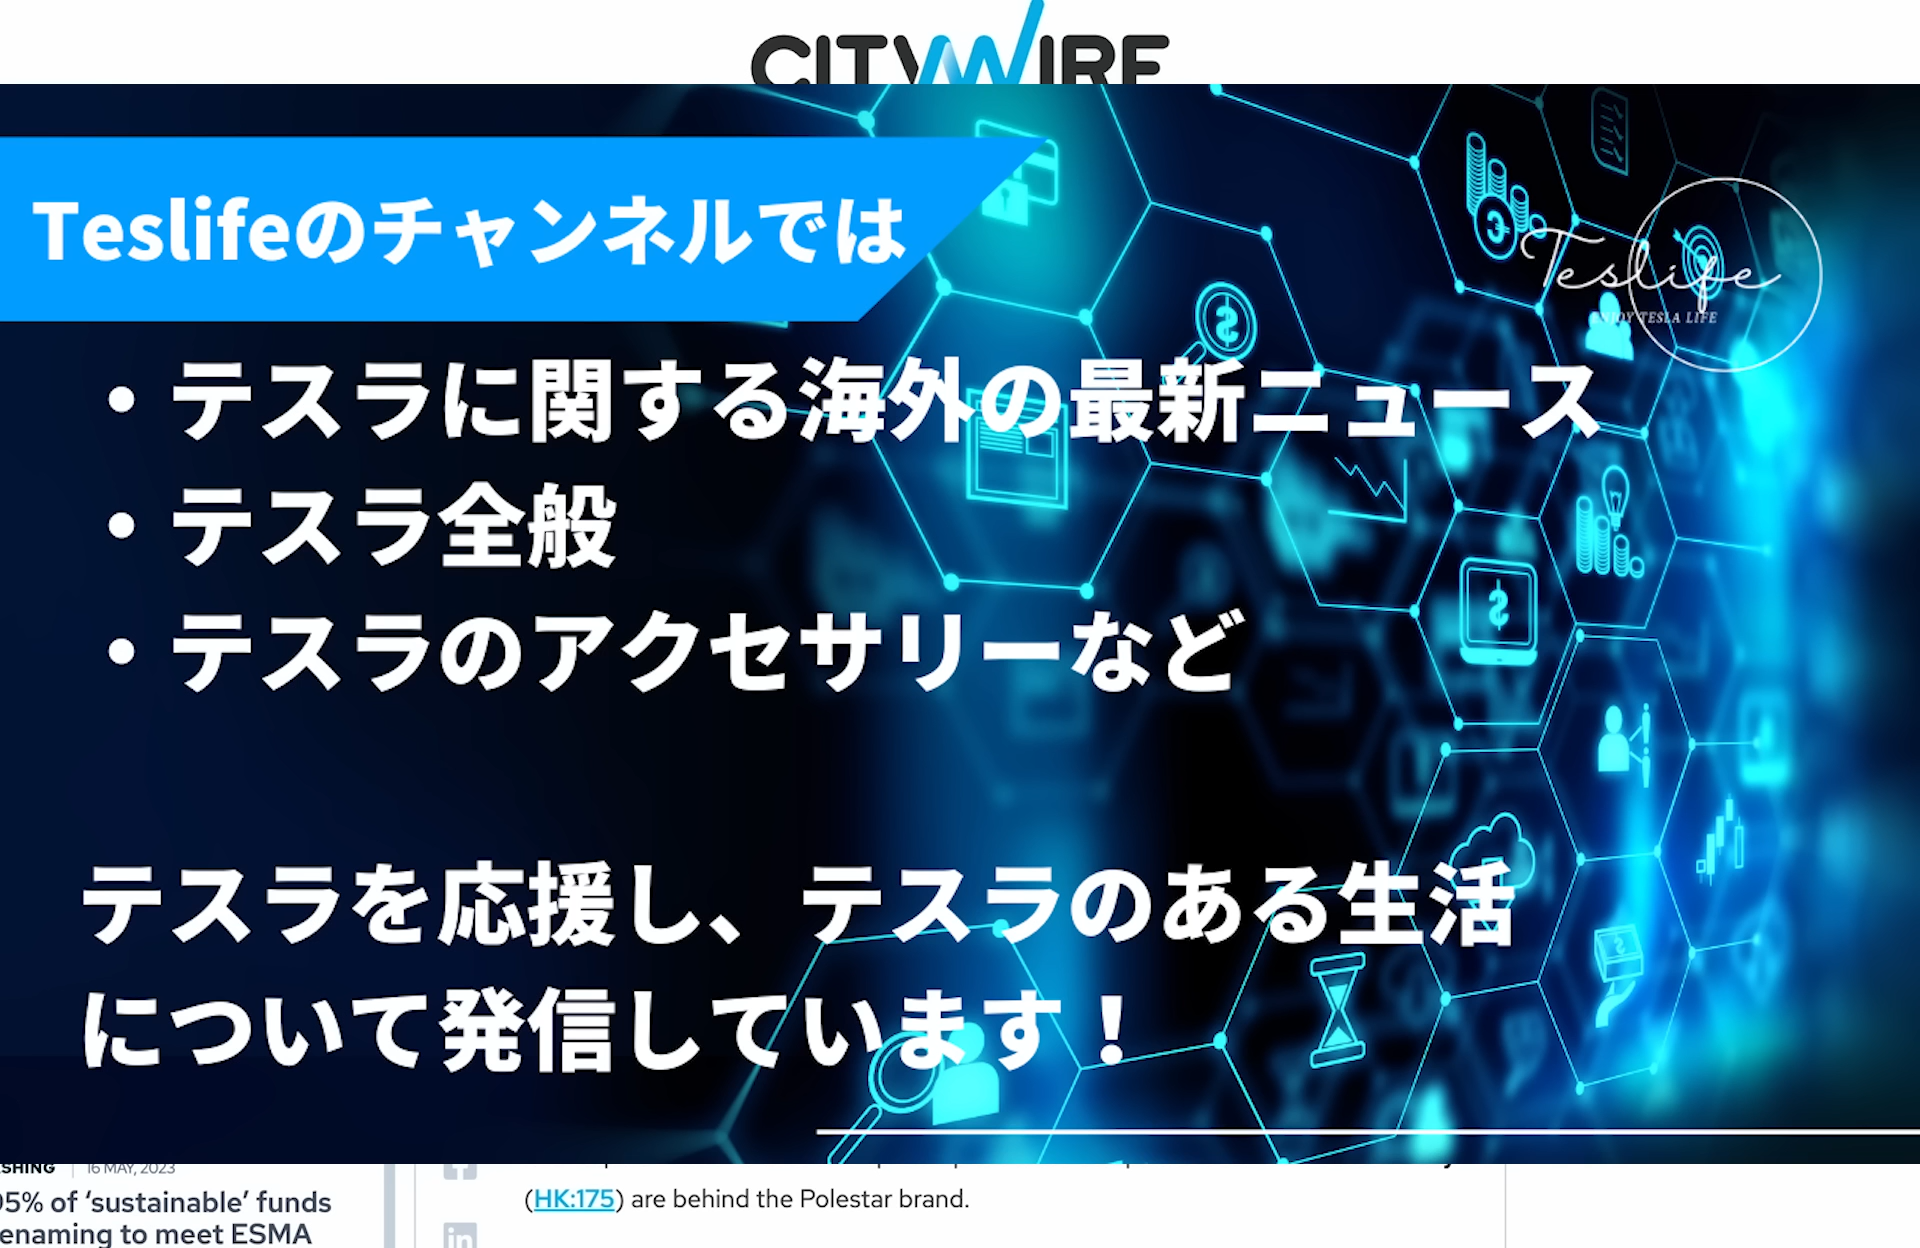 CITYWIRE
Teslifeのチャンネルでは
Teslife
ENJOY TESLA LIFE
・テスラに関する海外の最新ニュース
・テスラ全般
・テスラのアクセサリーなど
テスラを応援し、テスラのある生活
について発信しています！
16 MAY, 2023
of ‘sustainable’ funds
to meet ESMA
(HK:175) are behind the Polestar brand.